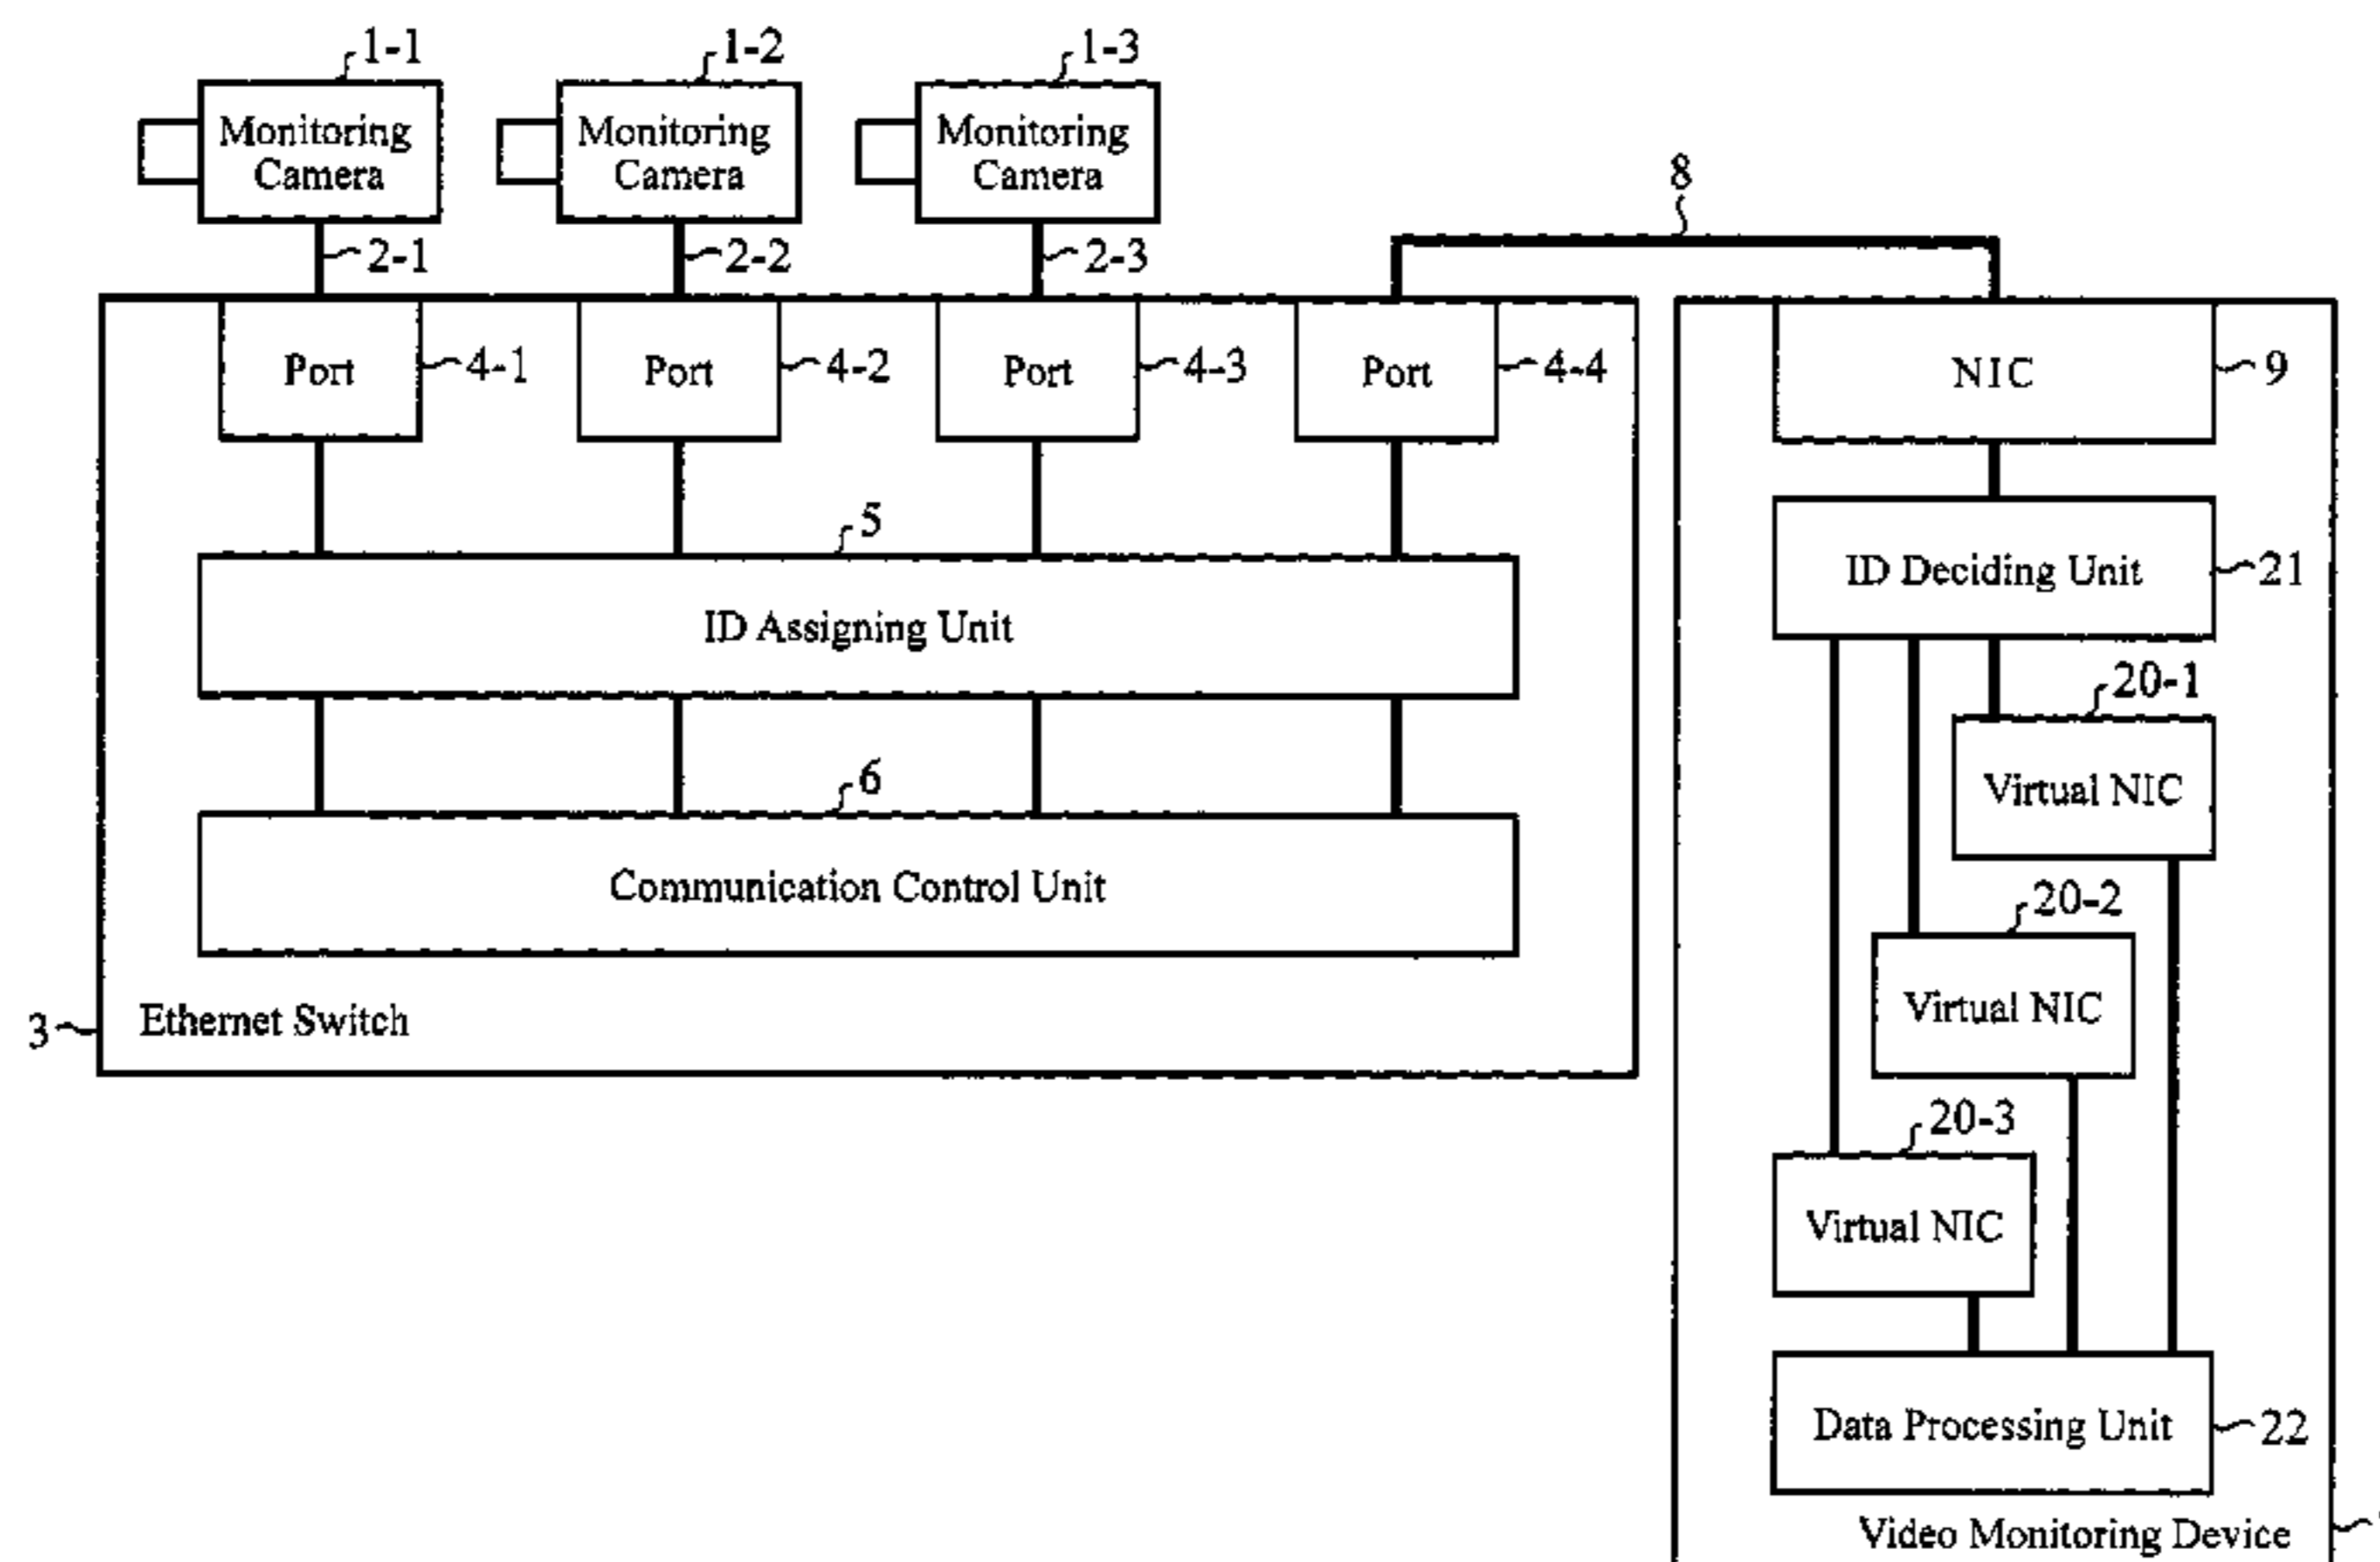 1-1
1-2
1-3
Monitoring
Camera
Monitoring
Camera
Monitoring
Camera
8
2-1
2-2
2-3
Port
4-1
Port
4-2
Port
4-3
Port
4-4
NIC
9
5
ID Assigning Unit
ID Deciding Unit
21
20-1
Virtual NIC
6
Communication Control Unit
20-2
Virtual NIC
3
Ethernet Switch
20-3
Virtual NIC
Data Processing Unit
22
Video Monitoring Device